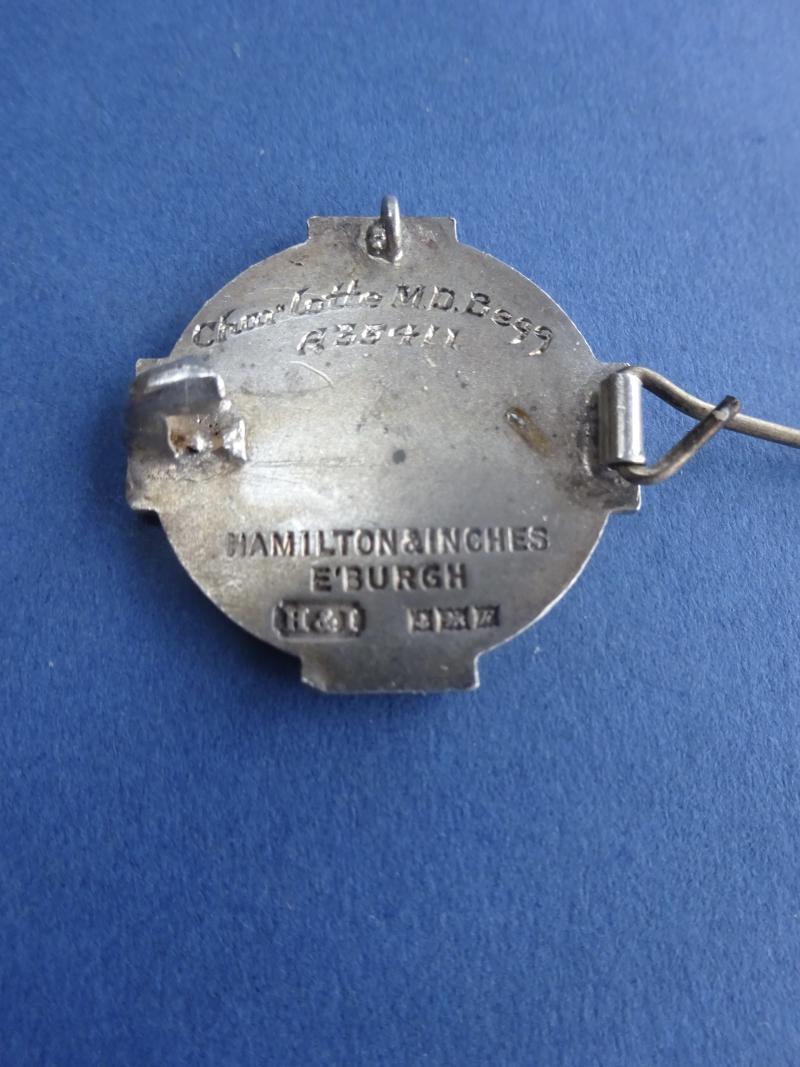 Charlotte M.D. Begg
A35411
HAMILTON & INCHES
E'BURGH
H&I